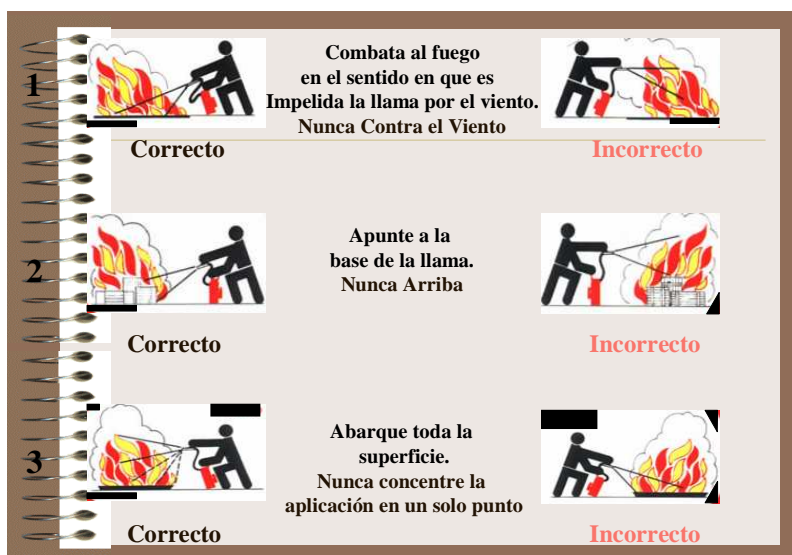 1
Combata al fuego
en el sentido en que es
Impelida la llama por el viento.
Nunca Contra el Viento
Correcto
Incorrecto
2
Apunte a la
base de la llama.
Nunca Arriba
Correcto
Incorrecto
3
Abarque toda la
superficie.
Nunca concentre la
aplicación en un solo punto
Correcto
Incorrecto